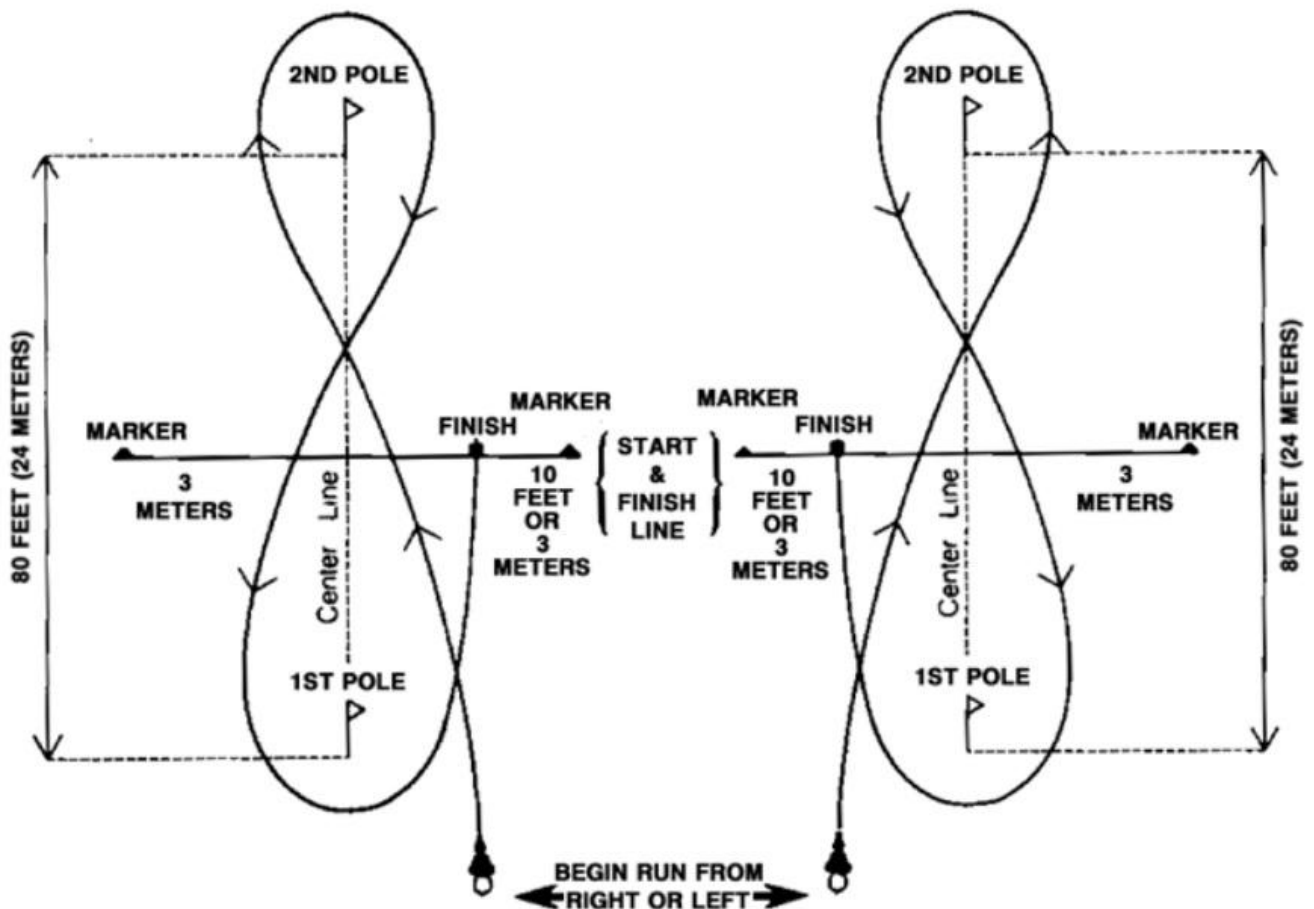 2ND POLE
2ND POLE
80 FEET (24 METERS)
MARKER
3
METERS
Center Line
FINISH
MARKER
10
FEET
OR
3
METERS
START
&
FINISH
LINE
MARKER
FINISH
10
FEET
OR
3
METERS
Center Line
MARKER
3
METERS
80 FEET (24 METERS)
1ST POLE
1ST POLE
BEGIN RUN FROM
RIGHT OR LEFT